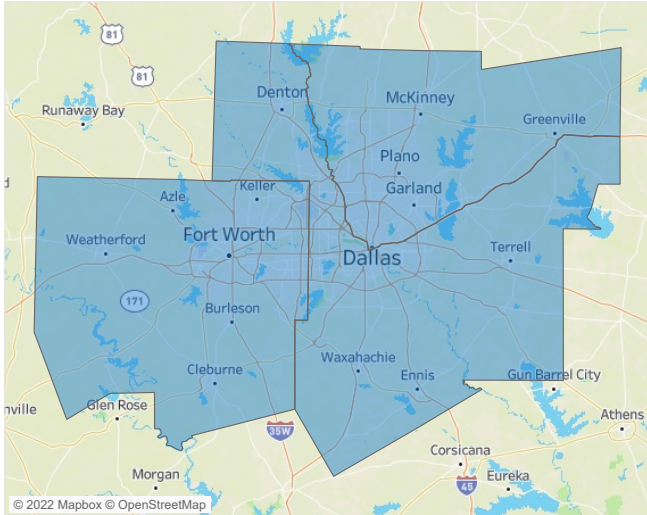 81
81
Runaway Bay
Denton
McKinney
Greenville
Plano
Garland
Keller
Azle
Fort Worth
Weatherford
Dallas
Terrell
171
Burleson
Waxahachie
Cleburne
Ennis
Gun Barrel City
nville
Glen Rose
Athens
35W
Corsicana
Morgan
Eureka
45
© 2022 Mapbox © OpenStreetMap